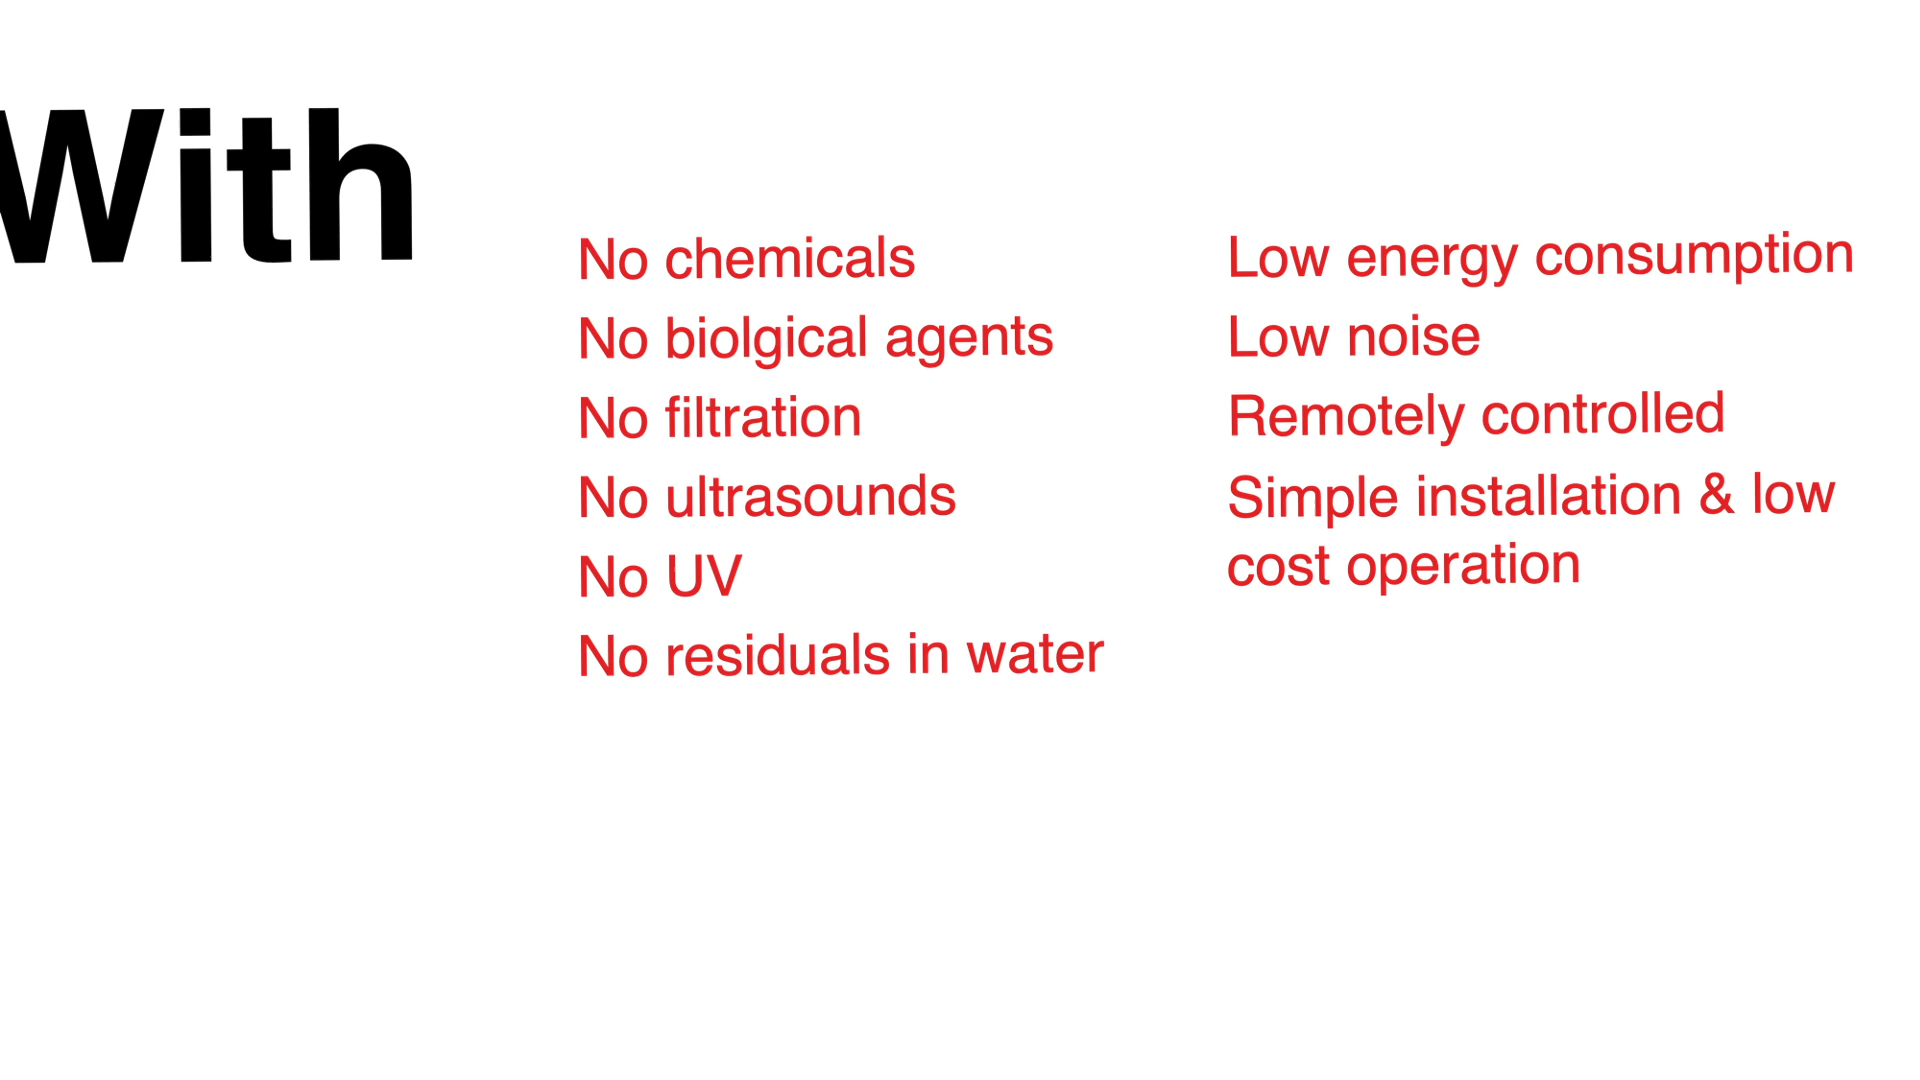 With
No chemicals
No biolgical agents
No filtration
No ultrasounds
No UV
No residuals in water
Low energy consumption
Low noise
Remotely controlled
Simple installation & low
cost operation